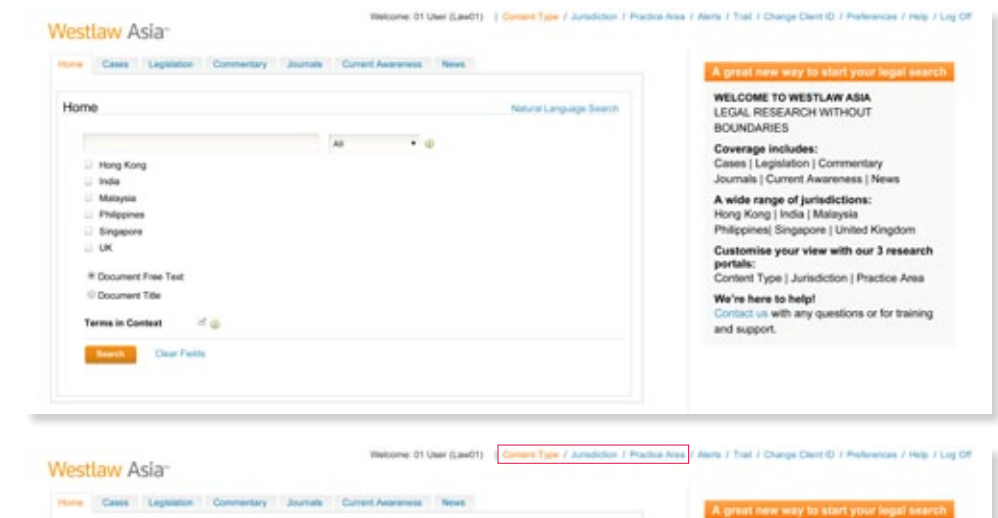 Welcome: 01 User (Law01) | Content Type / Jurisdiction / Practice Area / Alerts / Trail / Change Client ID / Preferences / Help / Log Off
Westlaw Asia™
Home Cases Legislation Commentary Journals Current Awareness News
Home Natural Language Search
All
Hong Kong
India
Malaysia
Philippines
Singapore
UK
Document Free Text
Document Title
Terms in Context
Search Clear Fields
A great new way to start your legal search
WELCOME TO WESTLAW ASIA
LEGAL RESEARCH WITHOUT
BOUNDARIES
Coverage includes:
Cases | Legislation | Commentary
Journals | Current Awareness | News
A wide range of jurisdictions:
Hong Kong | India | Malaysia
Philippines| Singapore | United Kingdom
Customise your view with our 3 research
portals:
Content Type | Jurisdiction | Practice Area
We're here to help!
Contact us with any questions or for training
and support.
Welcome: 01 User (Law01) | Content Type / Jurisdiction / Practice Area / Alerts / Trail / Change Client ID / Preferences / Help / Log Off
Westlaw Asia™
Home Cases Legislation Commentary Journals Current Awareness News
A great new way to start your legal search